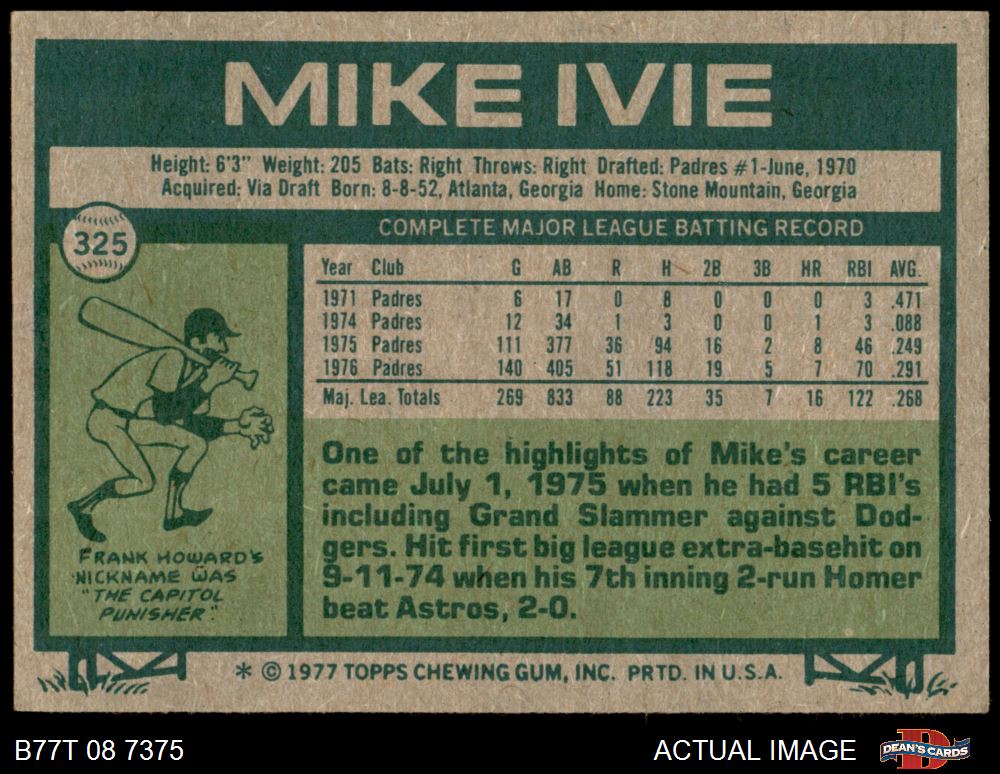 MIKE IVIE
Height: 6'3" Weight: 205 Bats: Right Throws: Right Drafted: Padres #1-June, 1970
Acquired: Via Draft Born: 8-8-52, Atlanta, Georgia Home: Stone Mountain, Georgia
325
COMPLETE MAJOR LEAGUE BATTING RECORD
Year Club G AB R H 2B 3B HR RBI AVG.
1971 Padres 6 17 0 8 0 0 0 3 .471
1974 Padres 12 34 1 3 0 0 1 3 .088
1975 Padres 111 377 36 94 16 2 8 46 .249
1976 Padres 140 405 51 118 19 5 7 70 .291
Maj. Lea. Totals 269 833 88 223 35 7 16 122 .268
FRANK HOWARD'S
NICKNAME WAS
"THE CAPITOL
PUNISHER".
One of the highlights of Mike's career
came July 1, 1975 when he had 5 RBI's
including Grand Slammer against Dod-
gers. Hit first big league extra-basehit on
9-11-74 when his 7th inning 2-run Homer
beat Astros, 2-0.
* © 1977 TOPPS CHEWING GUM, INC. PRTD. IN U.S.A.
B77T 08 7375
ACTUAL IMAGE
DEAN'S CARDS